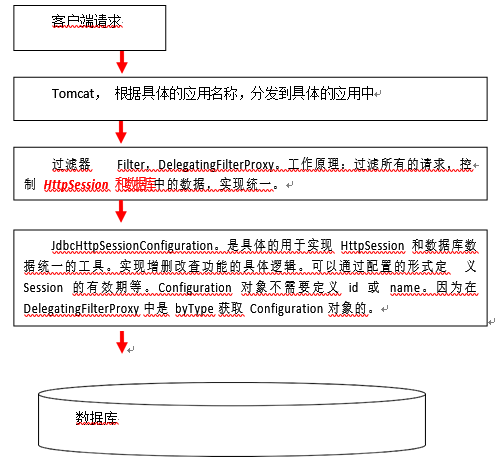 客户端请求
Tomcat， 根据具体的应用名称，分发到具体的应用中
过滤器 Filter，DelegatingFilterProxy。工作原理：过滤所有的请求，控
制 HttpSession 和数据库中的数据，实现统一。
JdbcHttpSessionConfiguration。是具体的用于实现 HttpSession 和数据库数
据统一的工具。实现增删改查功能的具体逻辑。可以通过配置的形式定 义
Session 的有效期等。Configuration 对象不需要定义 id 或 name。因为在
DelegatingFilterProxy 中是 byType 获取 Configuration 对象的。
数据库